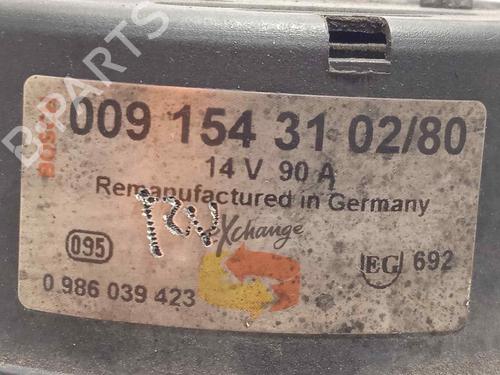 B-PARTS
BOSCH
009 154 31 02/80
14 V 90 A
Remanufactured in Germany
eXchange
095
EG 692
0 986 039 423